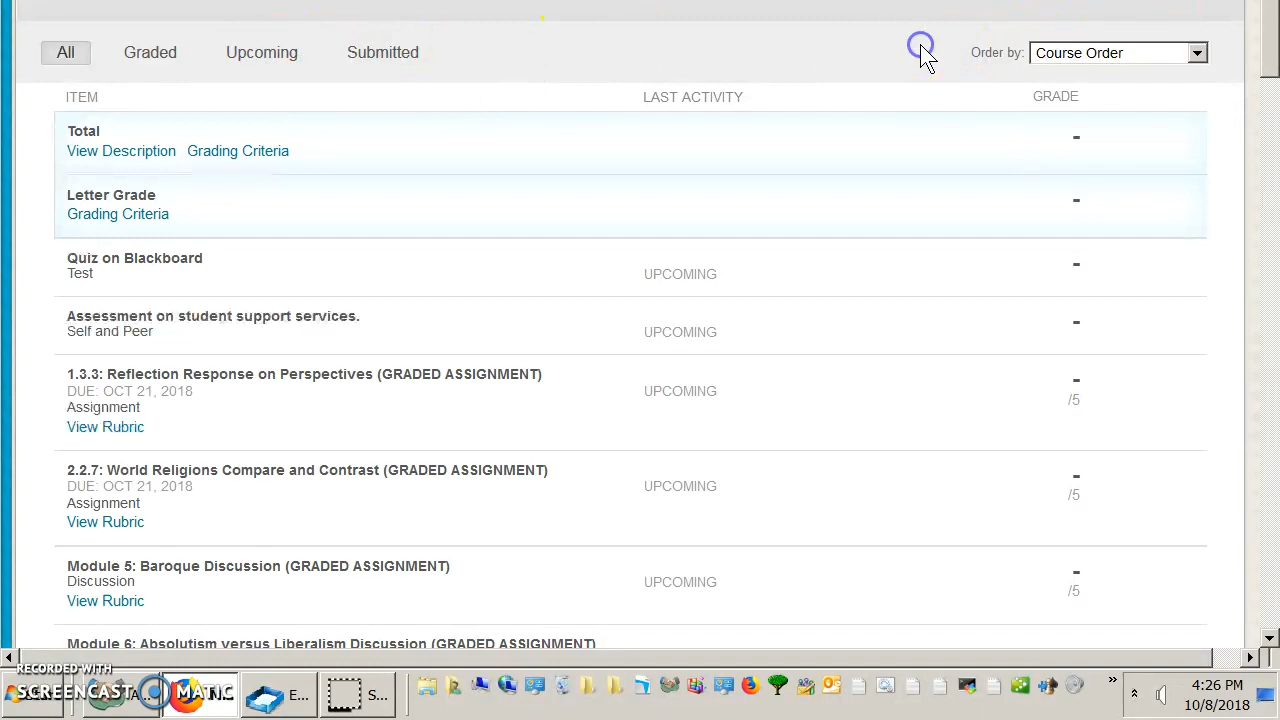 All Graded Upcoming Submitted Order by: Course Order
ITEM LAST ACTIVITY GRADE
Total -
View Description Grading Criteria
Letter Grade -
Grading Criteria
Quiz on Blackboard -
Test UPCOMING
Assessment on student support services. -
Self and Peer UPCOMING
1.3.3: Reflection Response on Perspectives (GRADED ASSIGNMENT) -
DUE: OCT 21, 2018 UPCOMING /5
Assignment
View Rubric
2.2.7: World Religions Compare and Contrast (GRADED ASSIGNMENT) -
DUE: OCT 21, 2018 UPCOMING /5
Assignment
View Rubric
Module 5: Baroque Discussion (GRADED ASSIGNMENT) -
Discussion UPCOMING /5
View Rubric
Module 6: Absolutism versus Liberalism Discussion (GRADED ASSIGNMENT)
RECORDED WITH
SCREENCAST MATIC
E... S... » 4:26 PM
10/8/2018